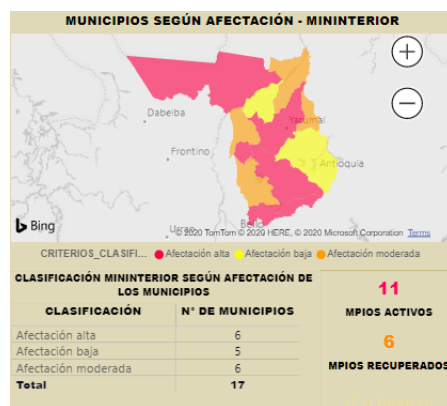 MUNICIPIOS SEGÚN AFECTACIÓN - MININTERIOR
Dabeiba
Yarumal
Frontino
Antioquia
Urrao
Bello
Bing
© 2020 TomTom © 2020 HERE, © 2020 Microsoft Corporation Terms
CRITERIOS_CLASIFI... Afectación alta Afectación baja Afectación moderada
CLASIFICACIÓN MININTERIOR SEGÚN AFECTACIÓN DE
LOS MUNICIPIOS
CLASIFICACIÓN N° DE MUNICIPIOS
Afectación alta 6
Afectación baja 5
Afectación moderada 6
Total 17
11
MPIOS ACTIVOS
6
MPIOS RECUPERADOS